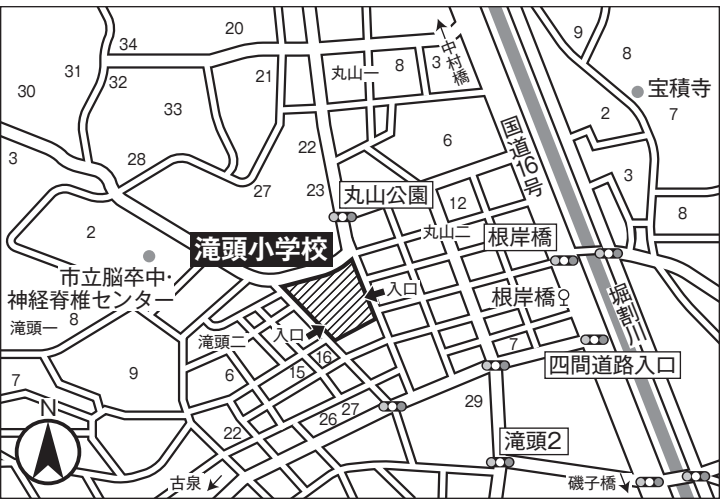 20
34
31
32
30
33
21
丸山一
8
3
↑中村橋
9
8
宝積寺
2
7
3
28
22
6
国道16号
27
23
丸山公園
12
3
8
2
丸山二
根岸橋
滝頭小学校
市立脳卒中・
神経脊椎センター
入口
根岸橋
堀割川
滝頭一
8
滝頭二
入口
16
7
四間道路入口
7
9
6
15
N
22
26
27
29
滝頭2
古泉
磯子橋